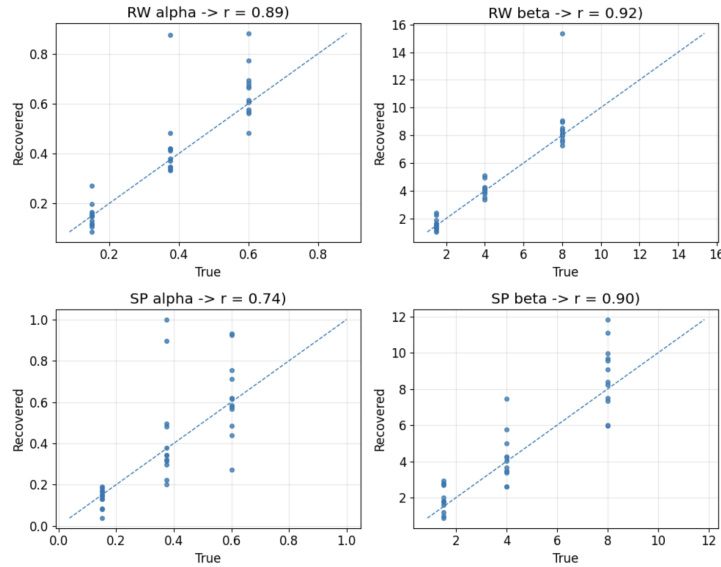 RW alpha -> r = 0.89)
Recovered
0.8
0.6
0.4
0.2
0.2 0.4 0.6 0.8
True
RW beta -> r = 0.92)
Recovered
16
14
12
10
8
6
4
2
2 4 6 8 10 12 14 16
True
SP alpha -> r = 0.74)
Recovered
1.0
0.8
0.6
0.4
0.2
0.0
0.0 0.2 0.4 0.6 0.8 1.0
True
SP beta -> r = 0.90)
Recovered
12
10
8
6
4
2
2 4 6 8 10 12
True